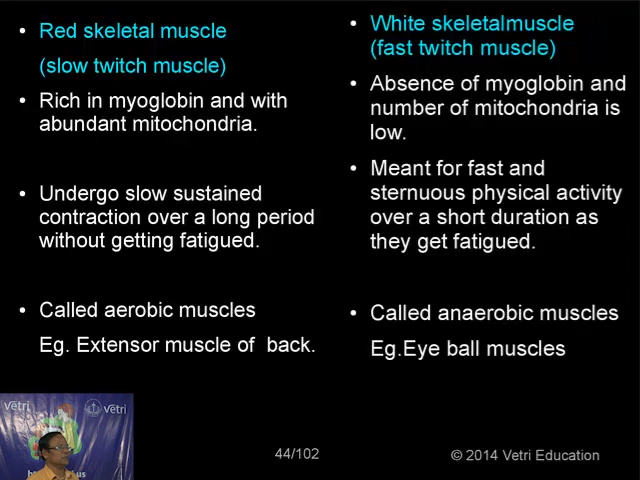 Red skeletal muscle
(slow twitch muscle)
Rich in myoglobin and with
abundant mitochondria.
Undergo slow sustained
contraction over a long period
without getting fatigued.
Called aerobic muscles
Eg. Extensor muscle of back.
White skeletalmuscle
(fast twitch muscle)
Absence of myoglobin and
number of mitochondria is
low.
Meant for fast and
sternuous physical activity
over a short duration as
they get fatigued.
Called anaerobic muscles
Eg.Eye ball muscles
Vetri
Vetri
44/102
© 2014 Vetri Education